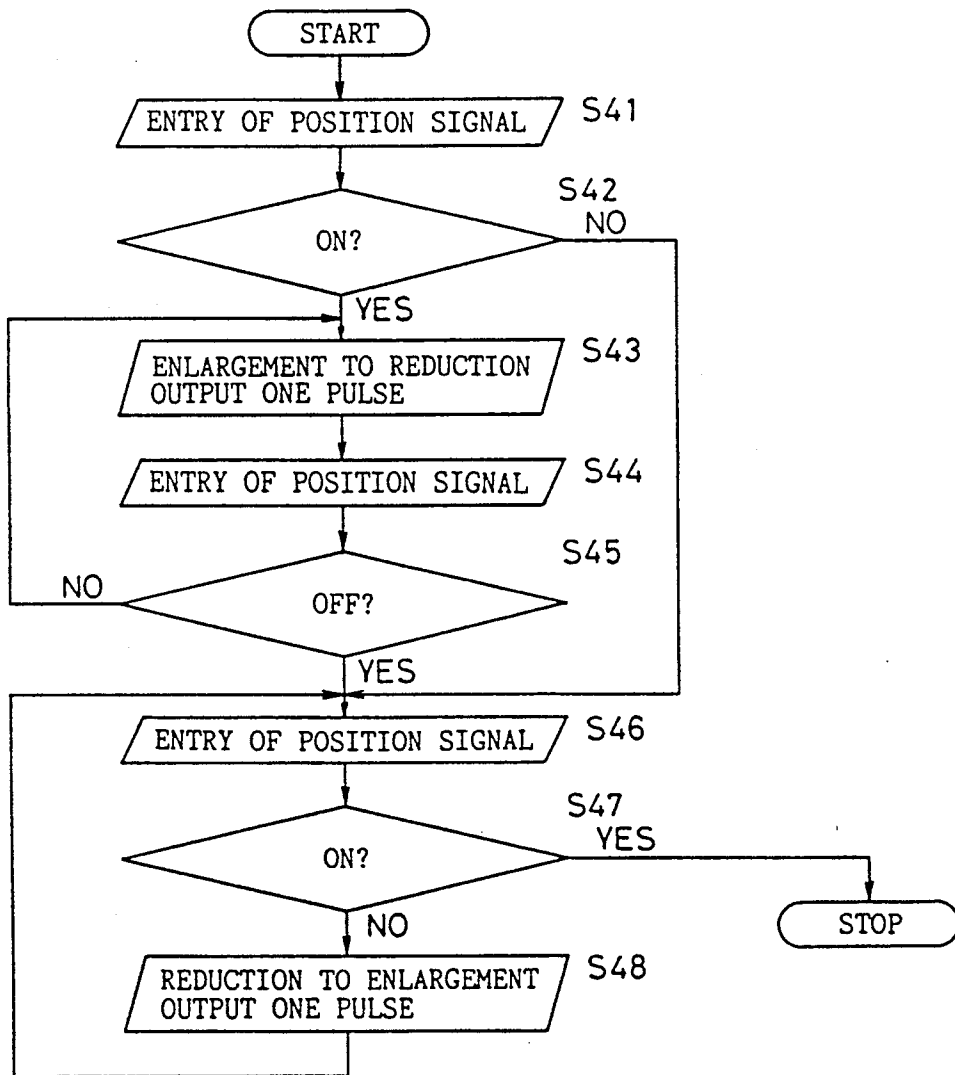 START
ENTRY OF POSITION SIGNAL
S41
S42
NO
ON?
YES
ENLARGEMENT TO REDUCTION
OUTPUT ONE PULSE
S43
ENTRY OF POSITION SIGNAL
S44
S45
NO
OFF?
YES
ENTRY OF POSITION SIGNAL
S46
S47
YES
ON?
NO
STOP
REDUCTION TO ENLARGEMENT
OUTPUT ONE PULSE
S48